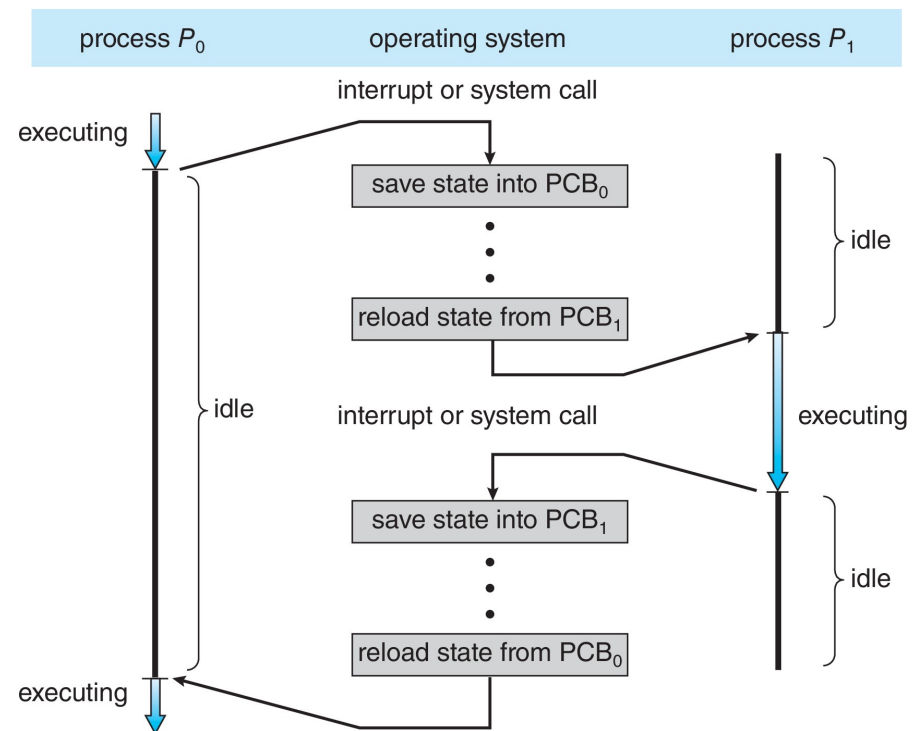 process P₀ operating system process P₁
interrupt or system call
executing
save state into PCB₀
idle
reload state from PCB₁
idle
interrupt or system call
executing
save state into PCB₁
idle
reload state from PCB₀
executing